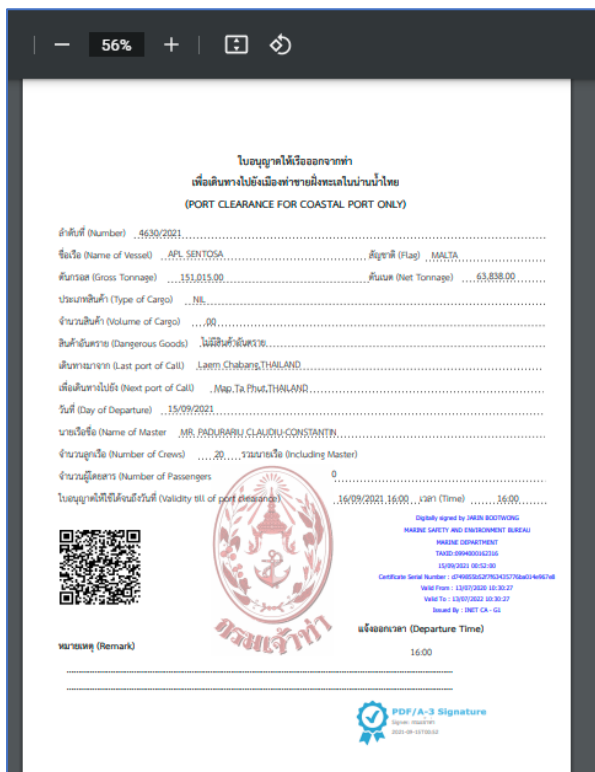 56%
ใบอนุญาตให้เรือออกจากท่า
เพื่อเดินทางไปยังเมืองท่าชายฝั่งทะเลในน่านน้ำไทย
(PORT CLEARANCE FOR COASTAL PORT ONLY)
ลำดับที่ (Number) 4630/2021
ชื่อเรือ (Name of Vessel) APL SENTOSA สัญชาติ (Flag) MALTA
ตันกรอส (Gross Tonnage) 151,015.00 ตันเนต (Net Tonnage) 63,838.00
ประเภทสินค้า (Type of Cargo) NIL
จำนวนสินค้า (Volume of Cargo) .00
สินค้าอันตราย (Dangerous Goods) ไม่มีสินค้าอันตราย
เดินทางมาจาก (Last port of Call) Laem Chabang,THAILAND
เพื่อเดินทางไปยัง (Next port of Call) Map Ta Phut,THAILAND
วันที่ (Day of Departure) 15/09/2021
นายเรือชื่อ (Name of Master MR. PADURARIU CLAUDIU-CONSTANTIN
จำนวนลูกเรือ (Number of Crews) 20 รวมนายเรือ (Including Master)
จำนวนผู้โดยสาร (Number of Passengers 0
ใบอนุญาตให้ใช้ได้จนถึงวันที่ (Validity till of port clearance) 16/09/2021 16:00 เวลา (Time) 16:00
Digitally signed by JARIN BOOTWONG
MARINE SAFETY AND ENVIRONMENT BUREAU
MARINE DEPARTMENT
TAXID:0994000162316
15/09/2021 00:52:00
Certificate Serial Number :
Valid From : 13/07/2020 10:30:27
Valid To : 13/07/2022 10:30:27
Issued By : INET CA - G1
กรมเจ้าท่า
แจ้งออกเวลา (Departure Time)
16:00
หมายเหตุ (Remark)
PDF/A-3 Signature
Signer: กรมเจ้าท่า